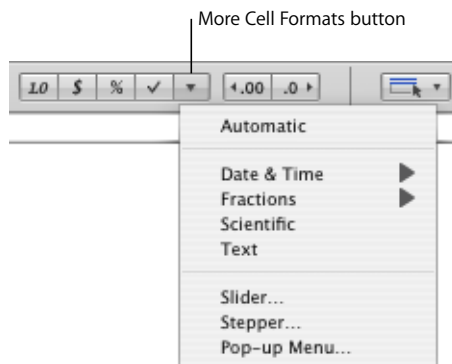 More Cell Formats button
1.0 $ % ✓ .00 .0
Automatic
Date & Time
Fractions
Scientific
Text
Slider...
Stepper...
Pop-up Menu...